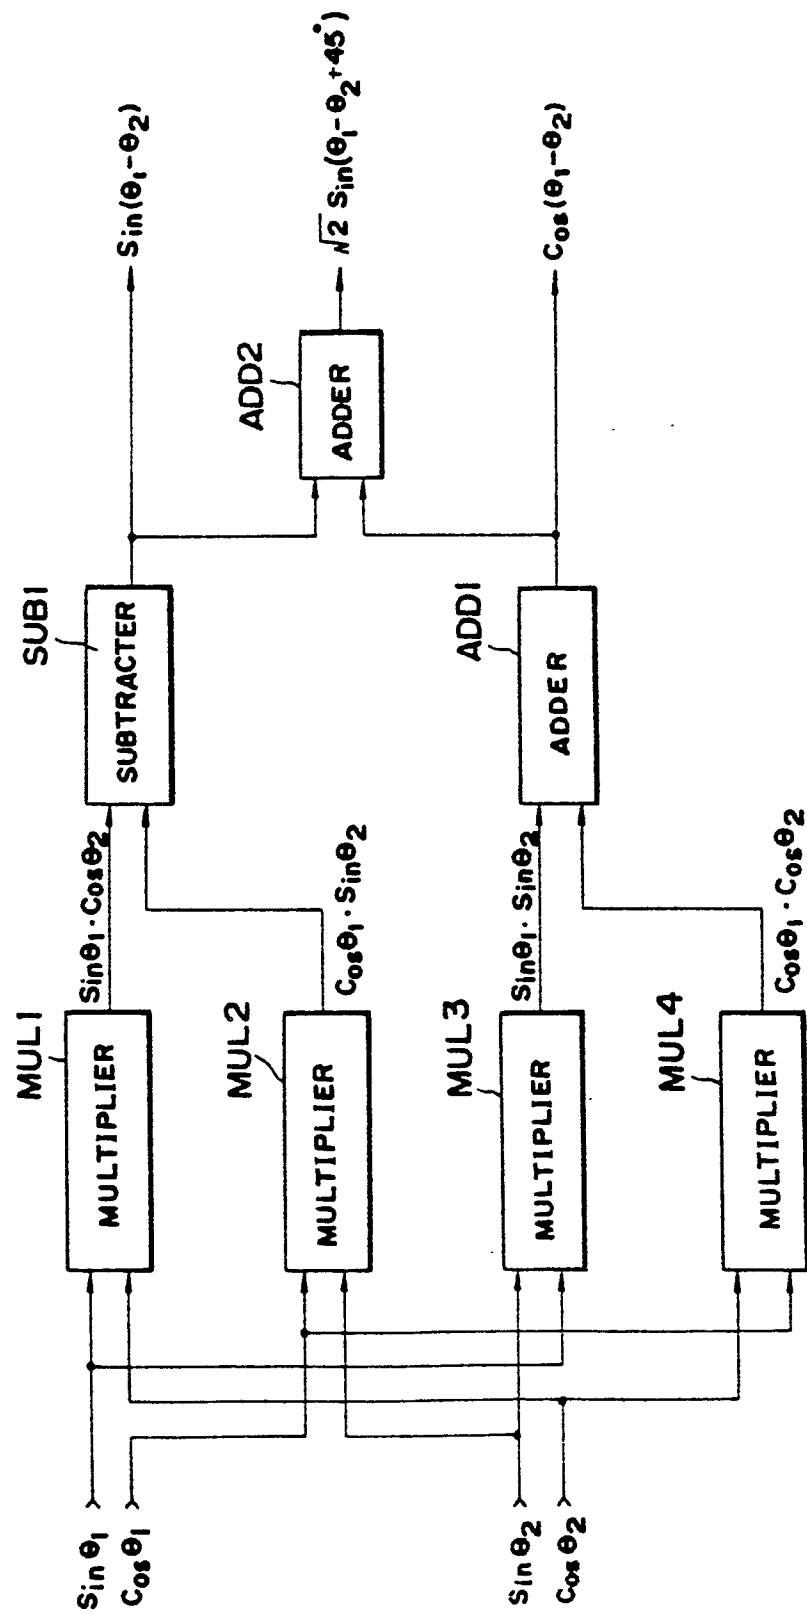 Sin(θ₁-θ₂)
√2 Sin(θ₁-θ₂+45°)
Cos(θ₁-θ₂)
ADD2
ADDER
SUB1
SUBTRACTER
ADD1
ADDER
Sinθ₁·Cosθ₂
Cosθ₁·Sinθ₂
Sinθ₁·Sinθ₂
Cosθ₁·Cosθ₂
MUL1
MULTIPLIER
MUL2
MULTIPLIER
MUL3
MULTIPLIER
MUL4
MULTIPLIER
Sinθ₁
Cosθ₁
Sinθ₂
Cosθ₂